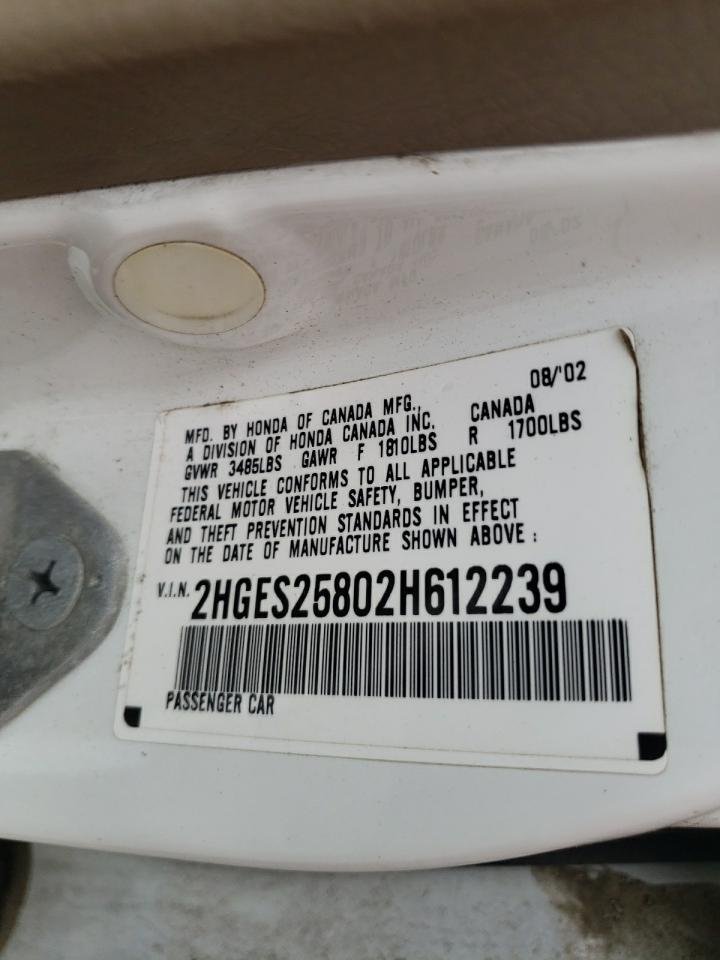 08/'02
MFD. BY HONDA OF CANADA MFG.,
A DIVISION OF HONDA CANADA INC. CANADA
GVWR 3485LBS GAWR F 1810LBS R 1700LBS
THIS VEHICLE CONFORMS TO ALL APPLICABLE
FEDERAL MOTOR VEHICLE SAFETY, BUMPER,
AND THEFT PREVENTION STANDARDS IN EFFECT
ON THE DATE OF MANUFACTURE SHOWN ABOVE :
V.I.N. 2HGES25802H612239
PASSENGER CAR